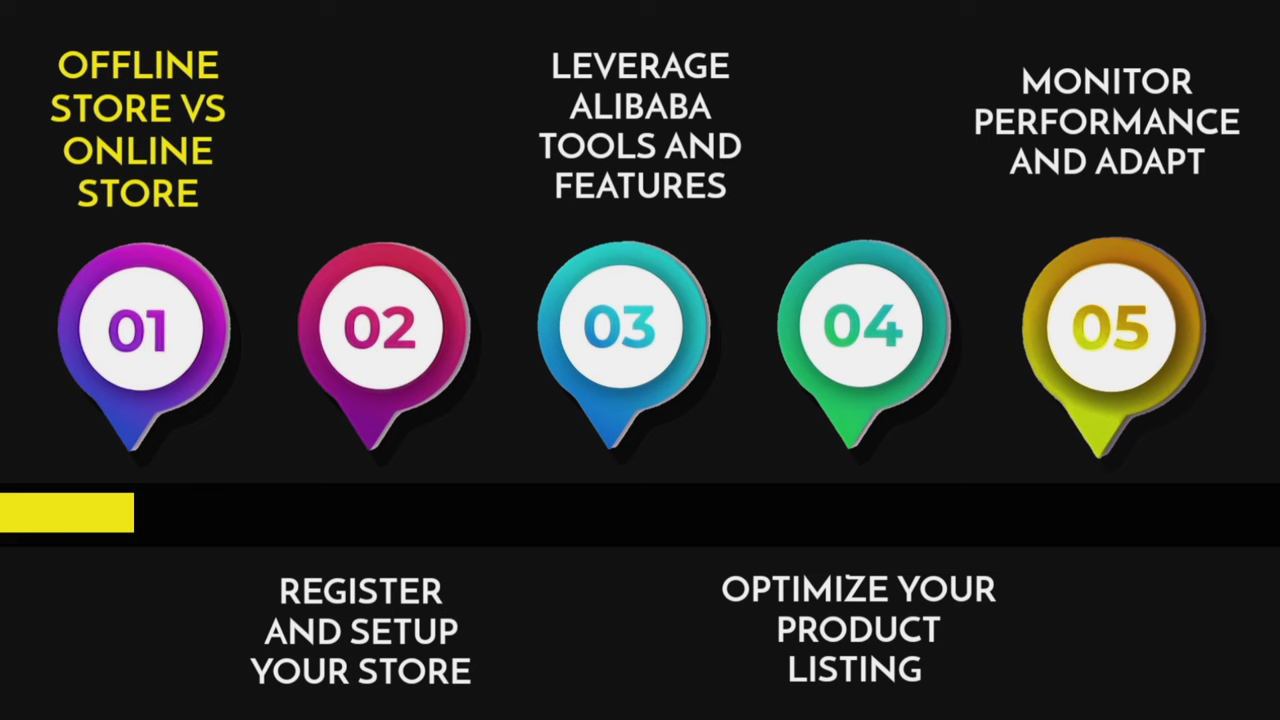 OFFLINE
STORE VS
ONLINE
STORE
LEVERAGE
ALIBABA
TOOLS AND
FEATURES
MONITOR
PERFORMANCE
AND ADAPT
01
02
03
04
05
REGISTER
AND SETUP
YOUR STORE
OPTIMIZE YOUR
PRODUCT
LISTING